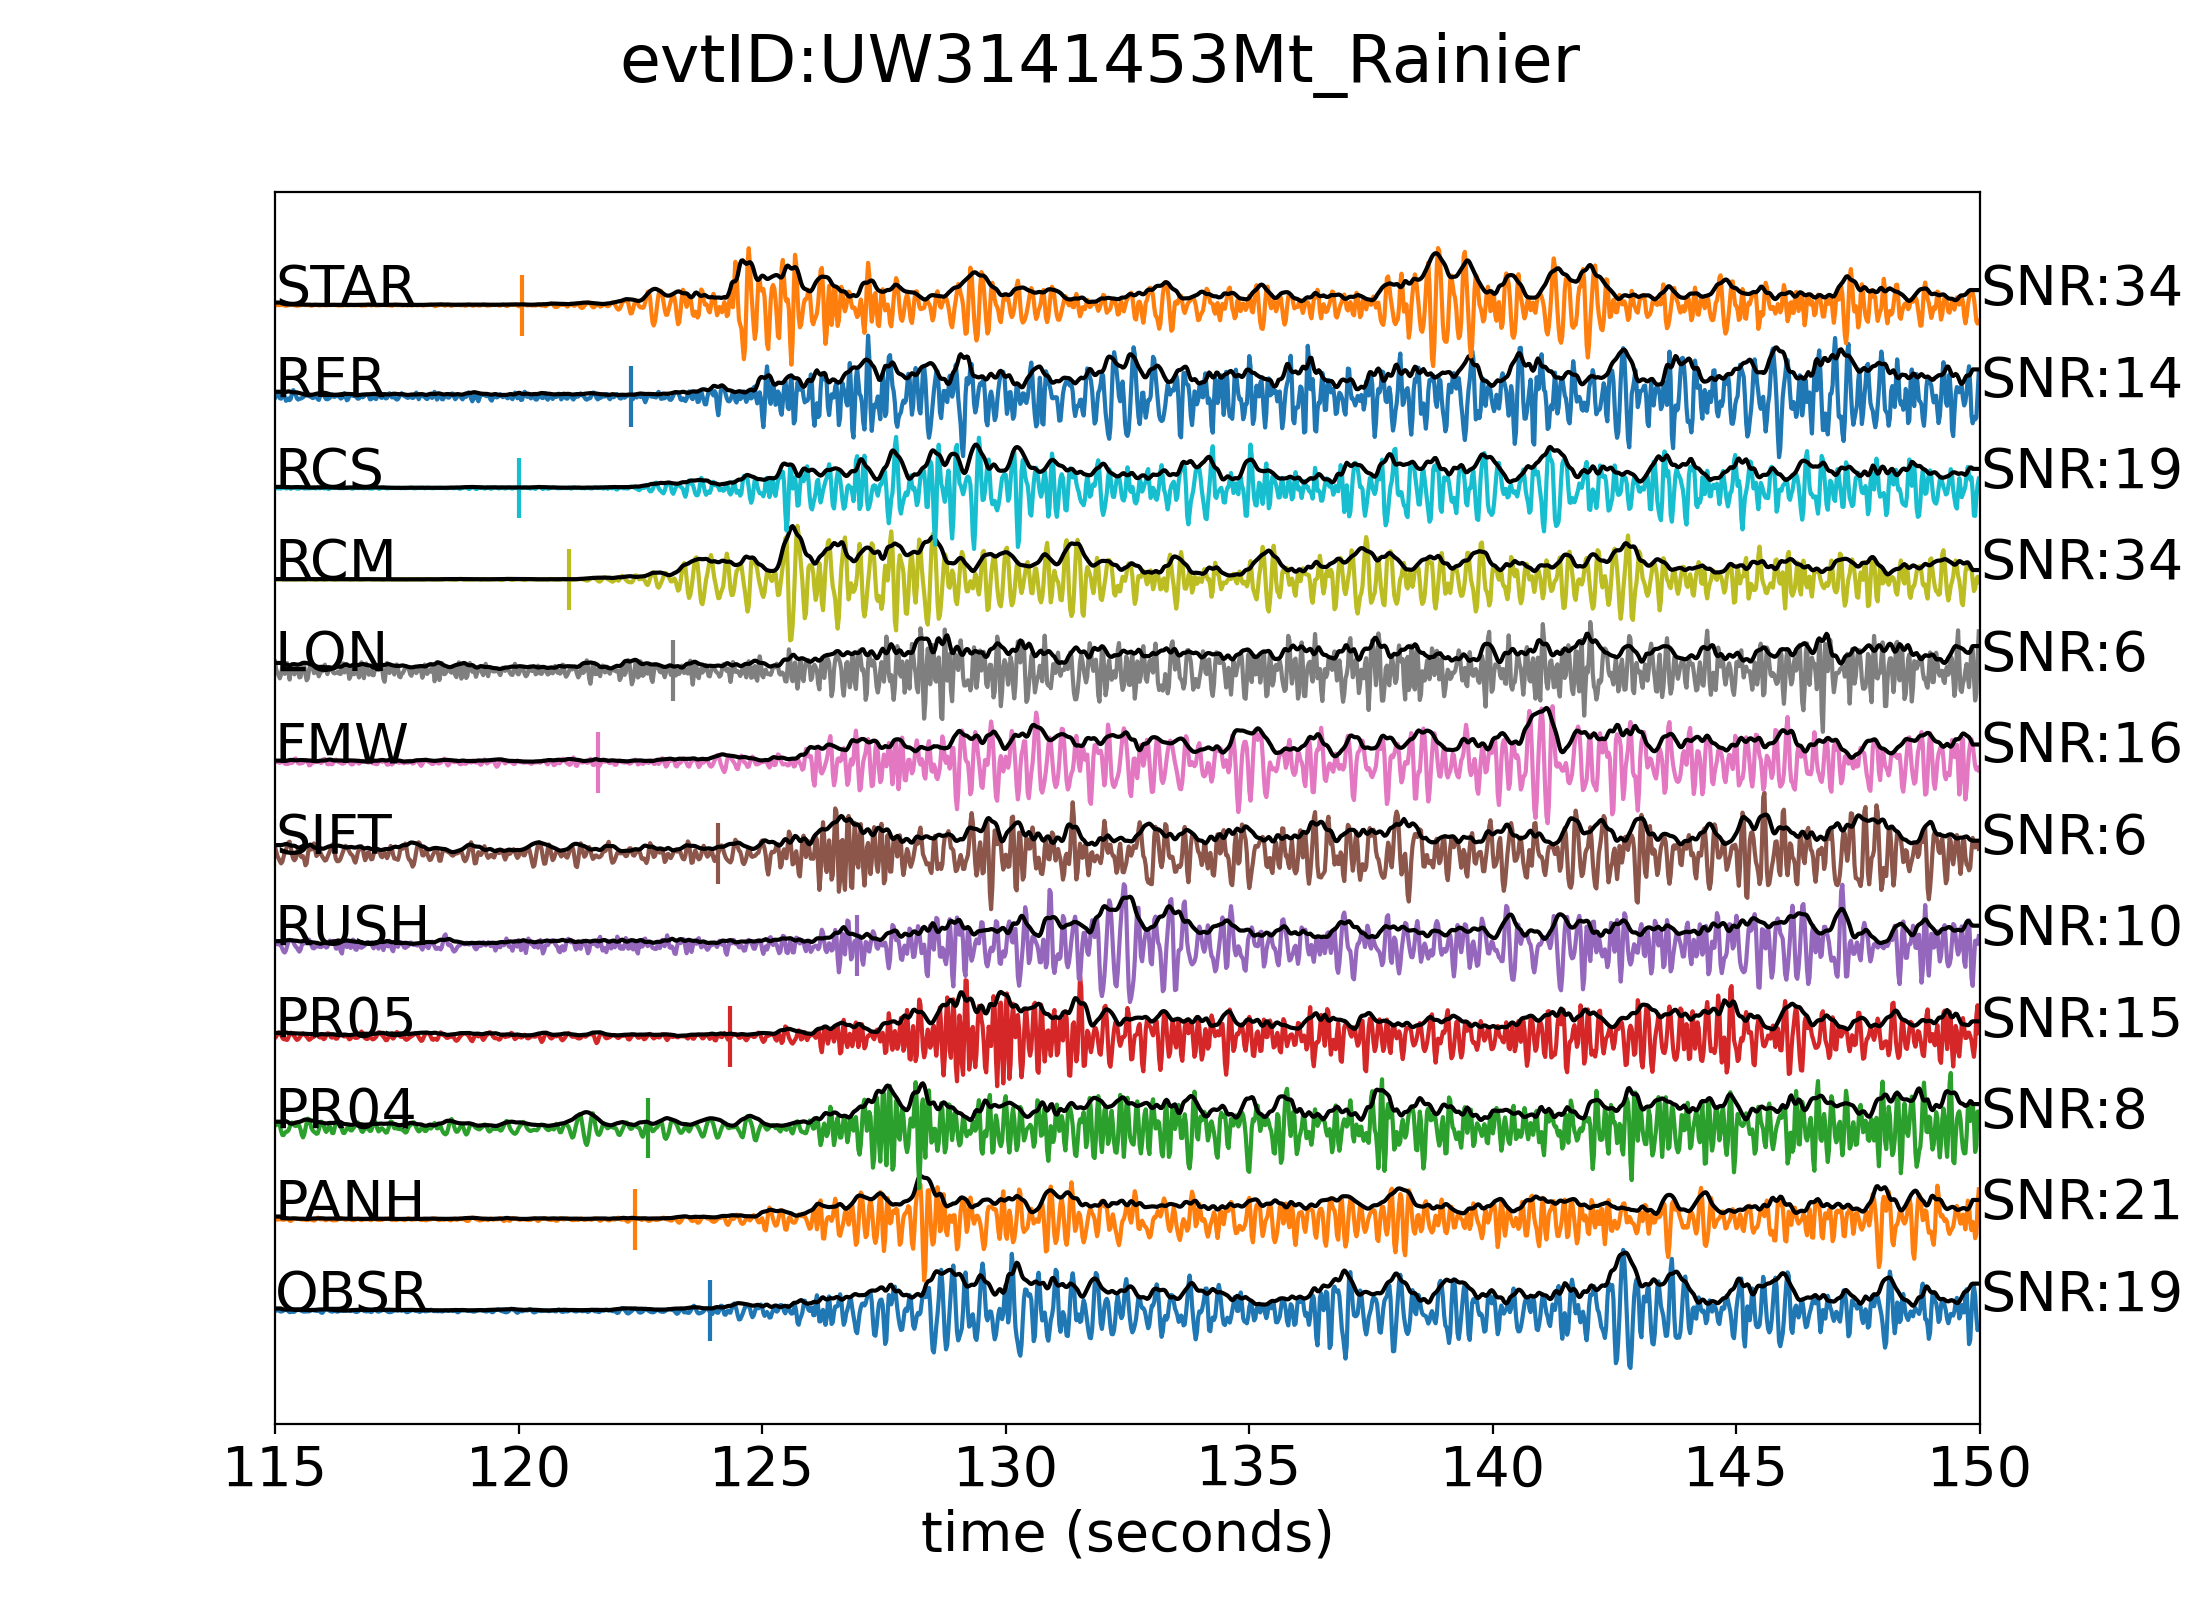 evtID:UW3141453Mt_Rainier
STAR SNR:34
RER SNR:14
RCS SNR:19
RCM SNR:34
LON SNR:6
FMW SNR:16
SIFT SNR:6
RUSH SNR:10
PR05 SNR:15
PR04 SNR:8
PANH SNR:21
OBSR SNR:19
115 120 125 130 135 140 145 150
time (seconds)